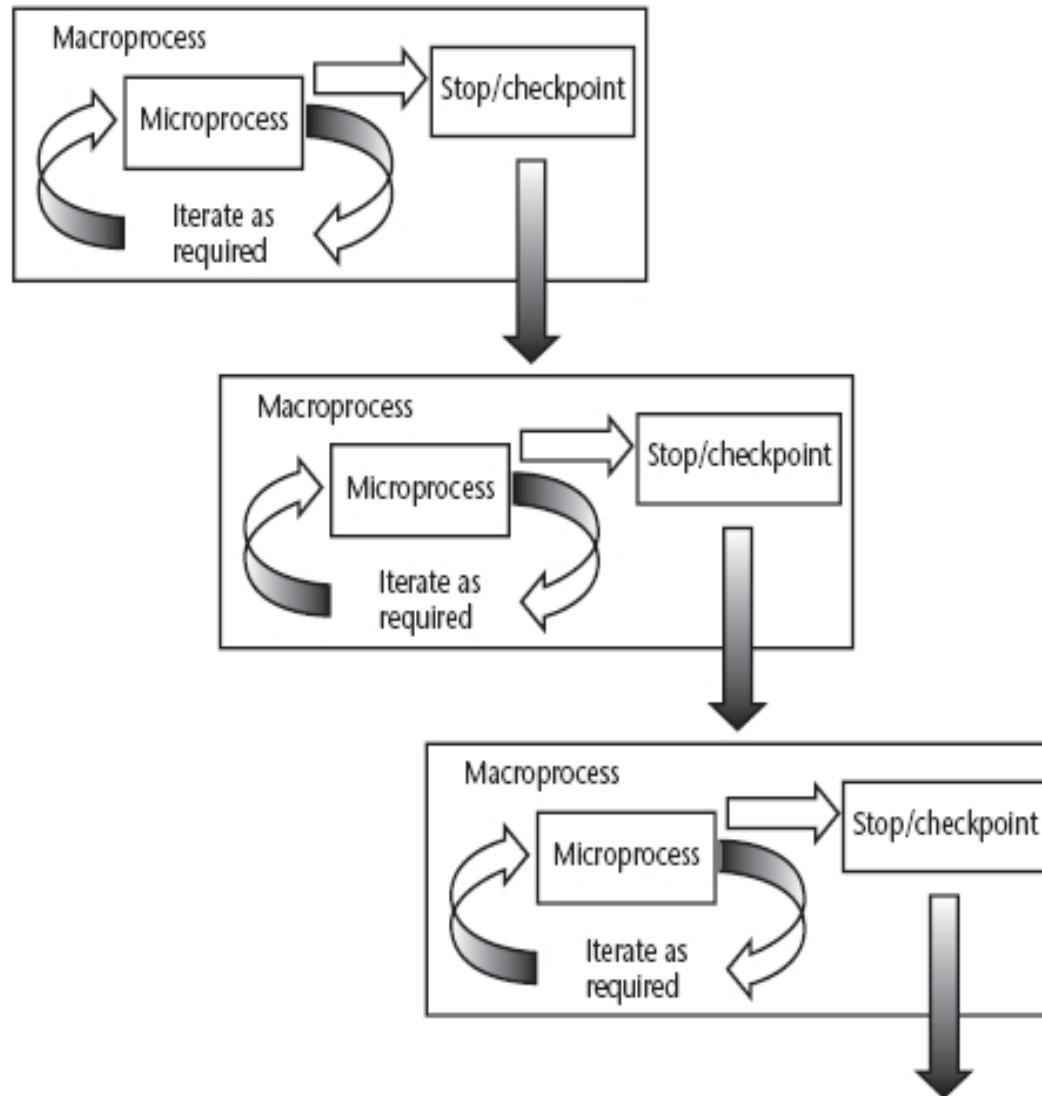 Macroprocess
Microprocess
Stop/checkpoint
Iterate as
required
Macroprocess
Microprocess
Stop/checkpoint
Iterate as
required
Macroprocess
Microprocess
Stop/checkpoint
Iterate as
required